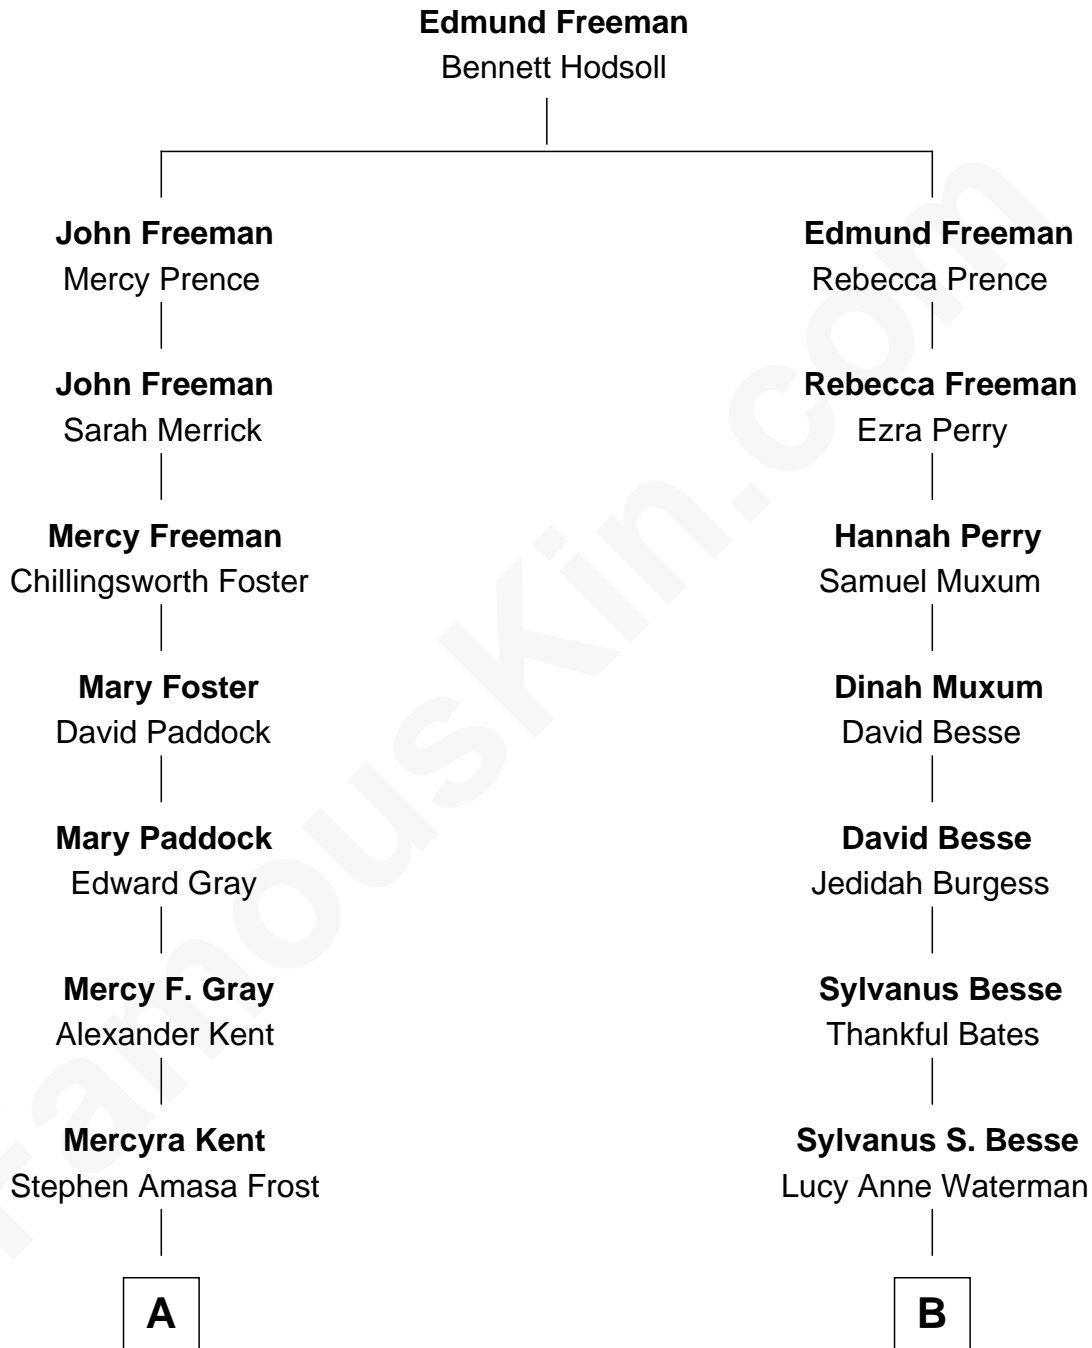 Edmund Freeman
Bennett Hodsoll
John Freeman
Mercy Prence
John Freeman
Sarah Merrick
Mercy Freeman
Chillingsworth Foster
Mary Foster
David Paddock
Mary Paddock
Edward Gray
Mercy F. Gray
Alexander Kent
Mercyra Kent
Stephen Amasa Frost
A
Edmund Freeman
Rebecca Prence
Rebecca Freeman
Ezra Perry
Hannah Perry
Samuel Muxum
Dinah Muxum
David Besse
David Besse
Jedidah Burgess
Sylvanus Besse
Thankful Bates
Sylvanus S. Besse
Lucy Anne Waterman
B
FamousKin.com